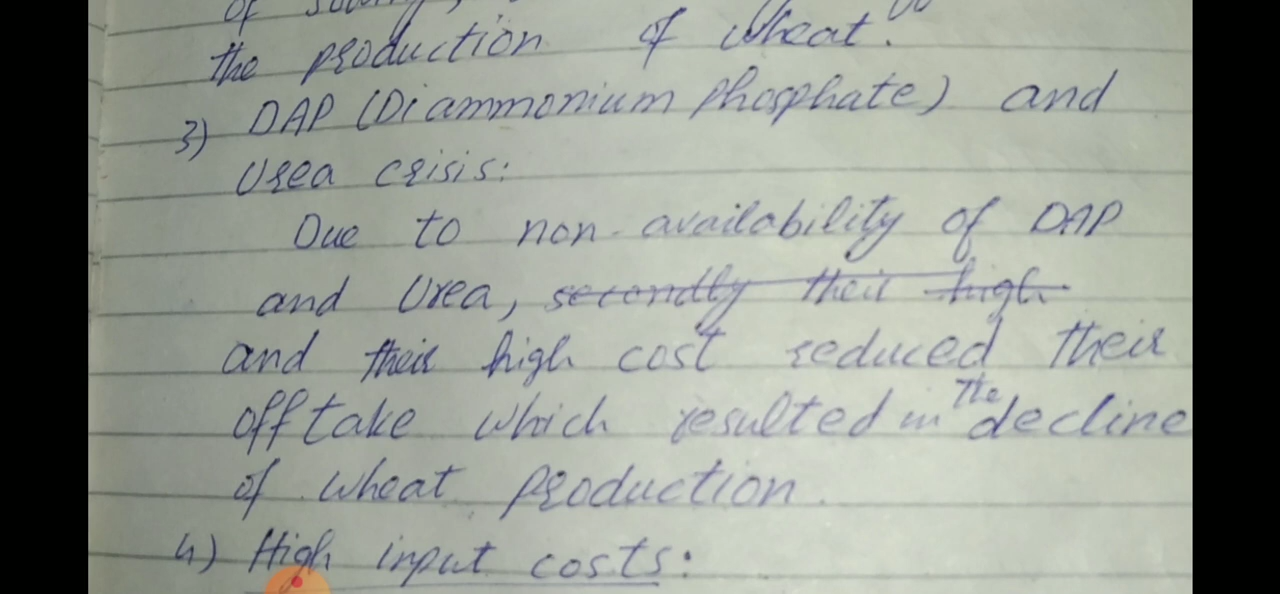 of
the production of wheat.
3) DAP (Diammonium Phosphate) and
Urea crisis:
Due to non-availability of DAP
and Urea, secondly their high
and their high cost reduced their
offtake which resulted in the decline
of wheat production.
4) High input costs: